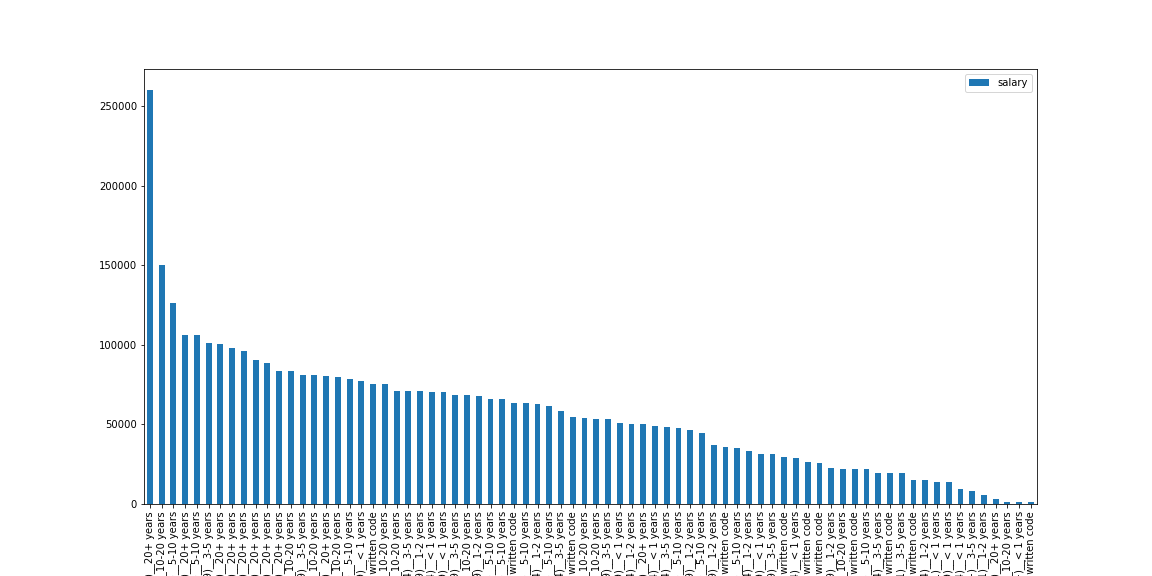 salary
250000
200000
150000
100000
50000
0
20+ years
10-20 years
5-10 years
20+ years
5-10 years
3-5 years
20+ years
20+ years
20+ years
20+ years
20+ years
20+ years
10-20 years
3-5 years
10-20 years
3-5 years
10-20 years
5-10 years
< 1 years
written code
10-20 years
10-20 years
3-5 years
1-2 years
< 1 years
< 1 years
3-5 years
10-20 years
1-2 years
5-10 years
5-10 years
written code
5-10 years
1-2 years
5-10 years
3-5 years
written code
10-20 years
10-20 years
3-5 years
< 1 years
1-2 years
20+ years
< 1 years
3-5 years
5-10 years
1-2 years
5-10 years
1-2 years
written code
5-10 years
1-2 years
< 1 years
3-5 years
written code
< 1 years
written code
written code
1-2 years
10-20 years
written code
5-10 years
3-5 years
written code
3-5 years
written code
1-2 years
< 1 years
< 1 years
< 1 years
3-5 years
1-2 years
20+ years
10-20 years
< 1 years
written code